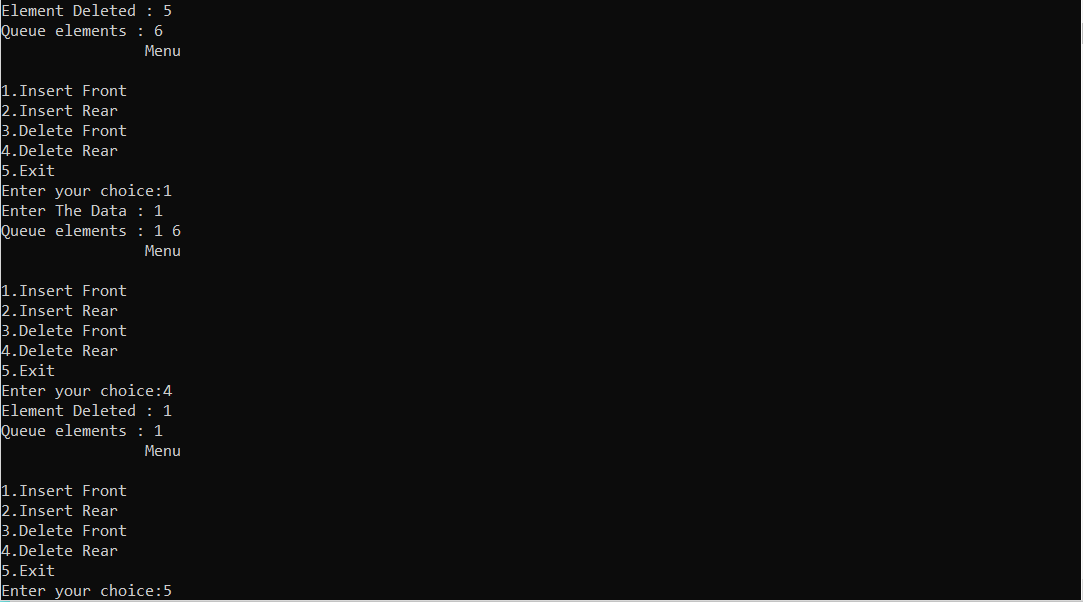 Element Deleted : 5
Queue elements : 6
Menu
1.Insert Front
2.Insert Rear
3.Delete Front
4.Delete Rear
5.Exit
Enter your choice:1
Enter The Data : 1
Queue elements : 1 6
Menu
1.Insert Front
2.Insert Rear
3.Delete Front
4.Delete Rear
5.Exit
Enter your choice:4
Element Deleted : 1
Queue elements : 1
Menu
1.Insert Front
2.Insert Rear
3.Delete Front
4.Delete Rear
5.Exit
Enter your choice:5